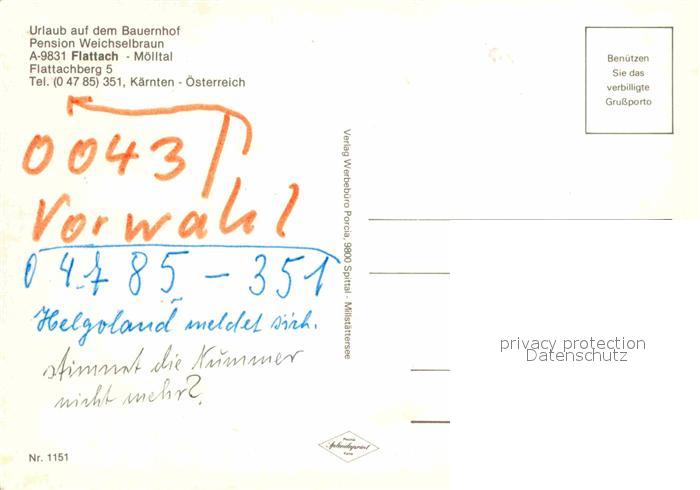 Urlaub auf dem Bauernhof
Pension Weichselbraun
A-9831 Flattach - Mölltal
Flattachberg 5
Tel. (0 47 85) 351, Kärnten - Österreich
Benützen
Sie das
verbilligte
Grußporto
0043
Vorwahl
04785-351
Helgoland meldet sich.
stimmt die Nummer
nicht mehr?
Verlag Werbebüro Porcia, 9800 Spittal - Millstättersee
privacy protection
Datenschutz
Nr. 1151